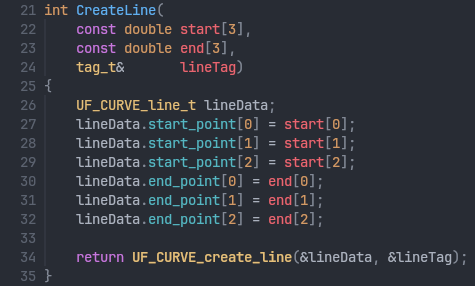 21 int CreateLine(
22     const double start[3],
23     const double end[3],
24     tag_t&       lineTag)
25 {
26     UF_CURVE_line_t lineData;
27     lineData.start_point[0] = start[0];
28     lineData.start_point[1] = start[1];
29     lineData.start_point[2] = start[2];
30     lineData.end_point[0] = end[0];
31     lineData.end_point[1] = end[1];
32     lineData.end_point[2] = end[2];
33
34     return UF_CURVE_create_line(&lineData, &lineTag);
35 }